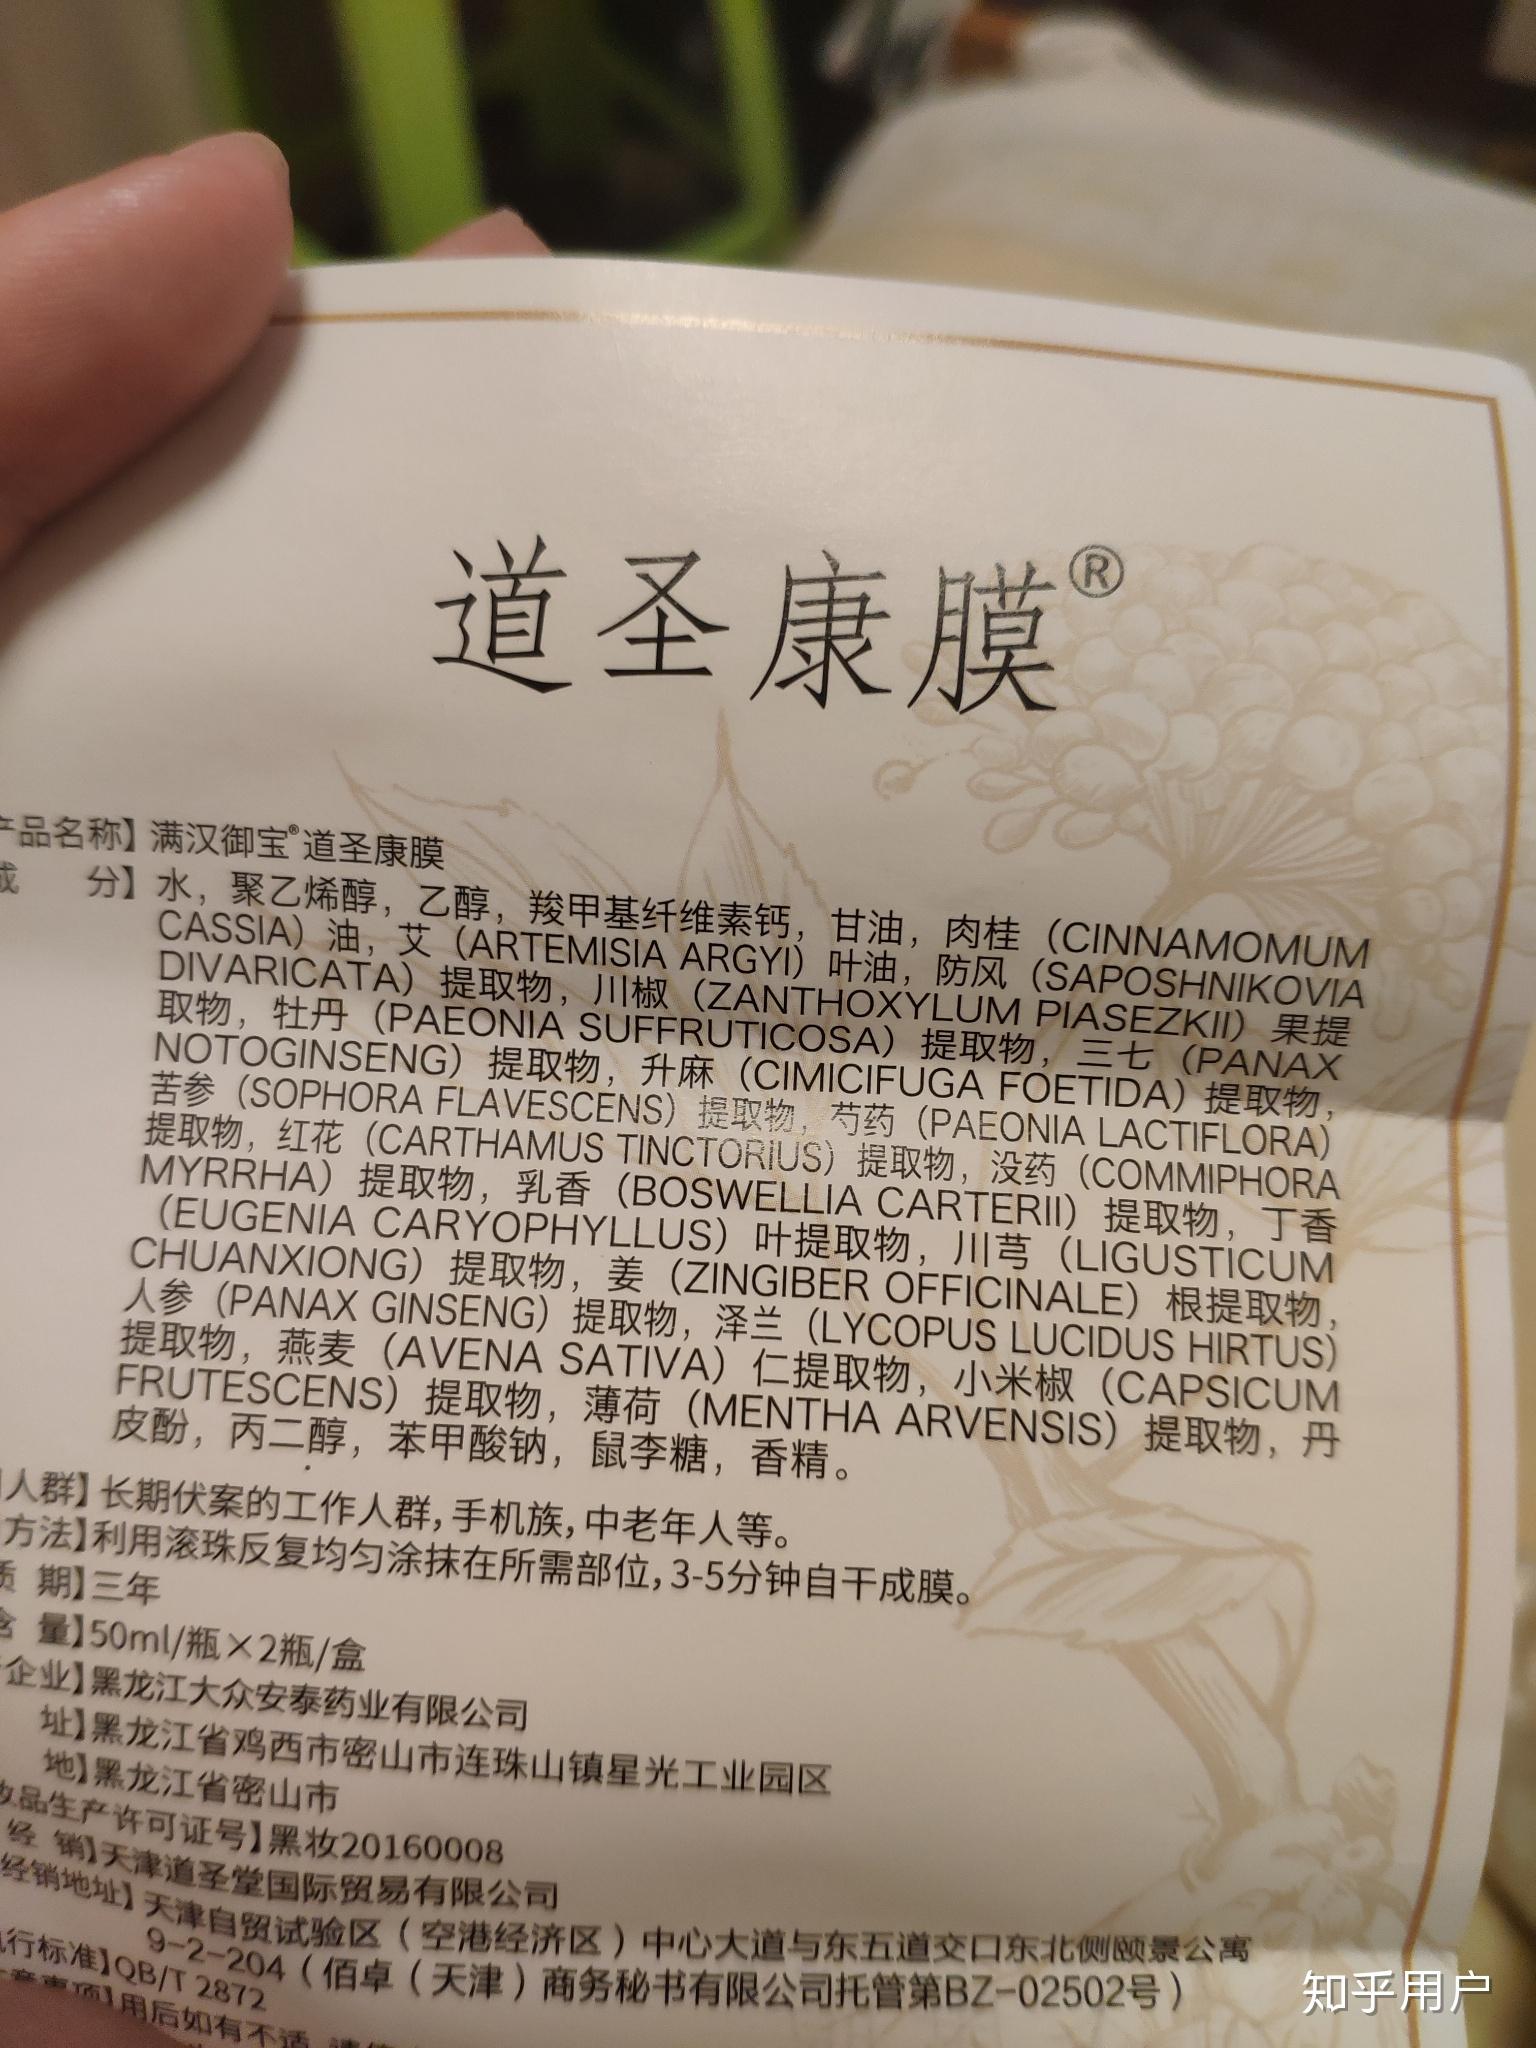 道圣康膜®
产品名称】满汉御宝®道圣康膜
成 分】水，聚乙烯醇，乙醇，羧甲基纤维素钙，甘油，肉桂（CINNAMOMUM
CASSIA）油，艾（ARTEMISIA ARGYI）叶油，防风（SAPOSHNIKOVIA
DIVARICATA）提取物，川椒（ZANTHOXYLUM PIASEZKII）果提
取物，牡丹（PAEONIA SUFFRUTICOSA）提取物，三七（PANAX
NOTOGINSENG）提取物，升麻（CIMICIFUGA FOETIDA）提取物，
苦参（SOPHORA FLAVESCENS）提取物，芍药（PAEONIA LACTIFLORA）
提取物，红花（CARTHAMUS TINCTORIUS）提取物，没药（COMMIPHORA
MYRRHA）提取物，乳香（BOSWELLIA CARTERII）提取物，丁香
（EUGENIA CARYOPHYLLUS）叶提取物，川芎（LIGUSTICUM
CHUANXIONG）提取物，姜（ZINGIBER OFFICINALE）根提取物，
人参（PANAX GINSENG）提取物，泽兰（LYCOPUS LUCIDUS HIRTUS）
提取物，燕麦（AVENA SATIVA）仁提取物，小米椒（CAPSICUM
FRUTESCENS）提取物，薄荷（MENTHA ARVENSIS）提取物，丹
皮酚，丙二醇，苯甲酸钠，鼠李糖，香精。
人群】长期伏案的工作人群，手机族，中老年人等。
方法】利用滚珠反复均匀涂抹在所需部位，3-5分钟自干成膜。
质 期】三年
含 量】50ml/瓶×2瓶/盒
企业】黑龙江大众安泰药业有限公司
址】黑龙江省鸡西市密山市连珠山镇星光工业园区
地】黑龙江省密山市
妆品生产许可证号】黑妆20160008
经 销】天津道圣堂国际贸易有限公司
经销地址】天津自贸试验区（空港经济区）中心大道与东五道交口东北侧颐景公寓
9-2-204（佰卓（天津）商务秘书有限公司托管第BZ-02502号）
执行标准】QB/T 2872
意事项】用后如有不适，请
知乎用户